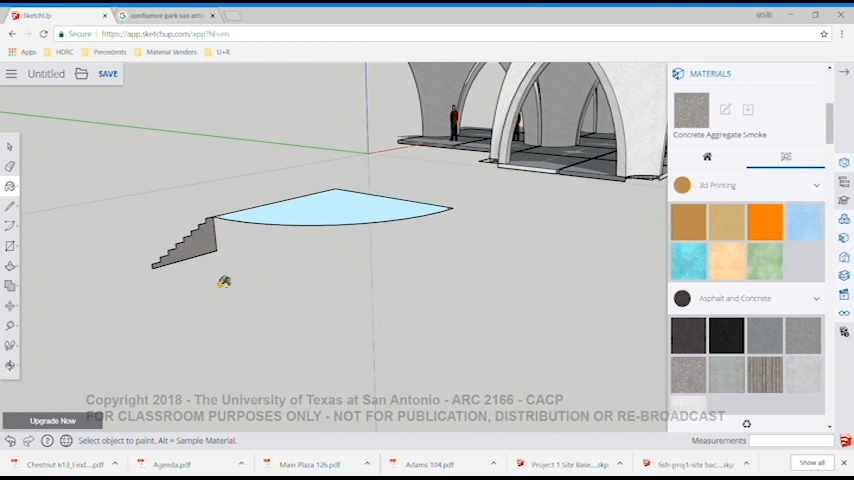 SketchUp
confluence park san anto
Secure
https://app.sketchup.com/app?hl=en
Apps
HDRC
Precedents
Material Vendors
U+R
Untitled
SAVE
MATERIALS
Concrete Aggregate Smoke
3d Printing
Asphalt and Concrete
Copyright 2018 - The University of Texas at San Antonio - ARC 2166 - CACP
FOR CLASSROOM PURPOSES ONLY - NOT FOR PUBLICATION, DISTRIBUTION OR RE-BROADCAST
Upgrade Now
Select object to paint. Alt = Sample Material.
Measurements
Chestnut 613_Find....pdf
Agenda.pdf
Main Plaza 126.pdf
Adams 104.pdf
Project 1 Site Base....skp
fish-proj1-site bac....skp
Show all